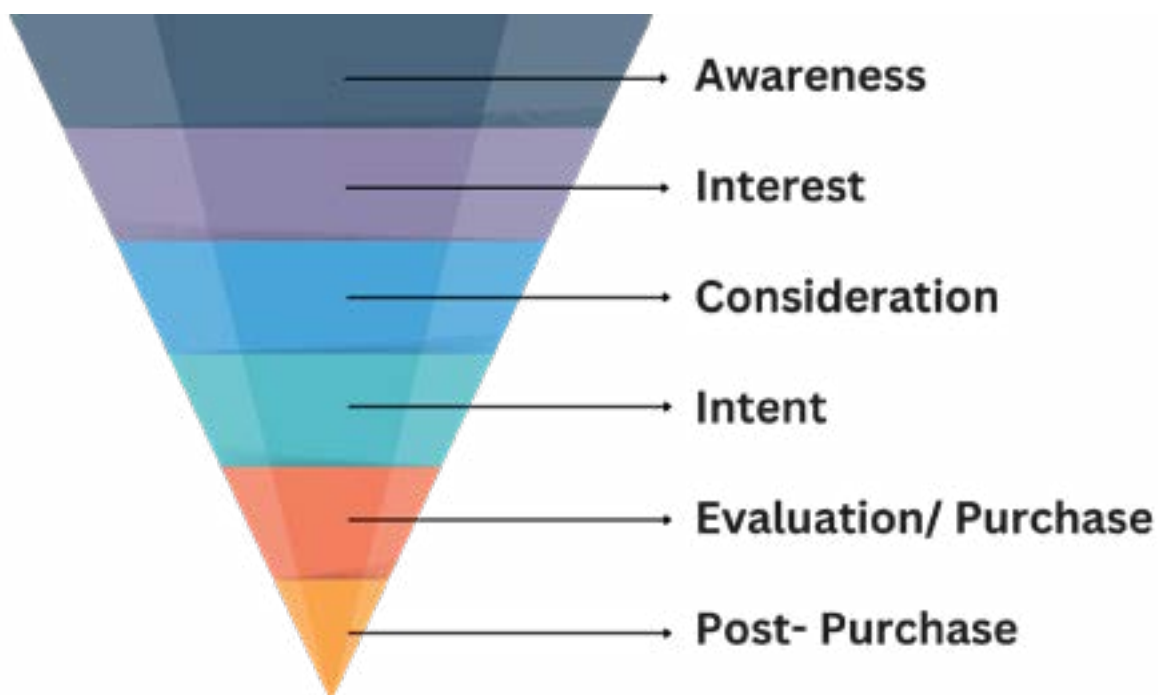 Awareness
Interest
Consideration
Intent
Evaluation/ Purchase
Post- Purchase